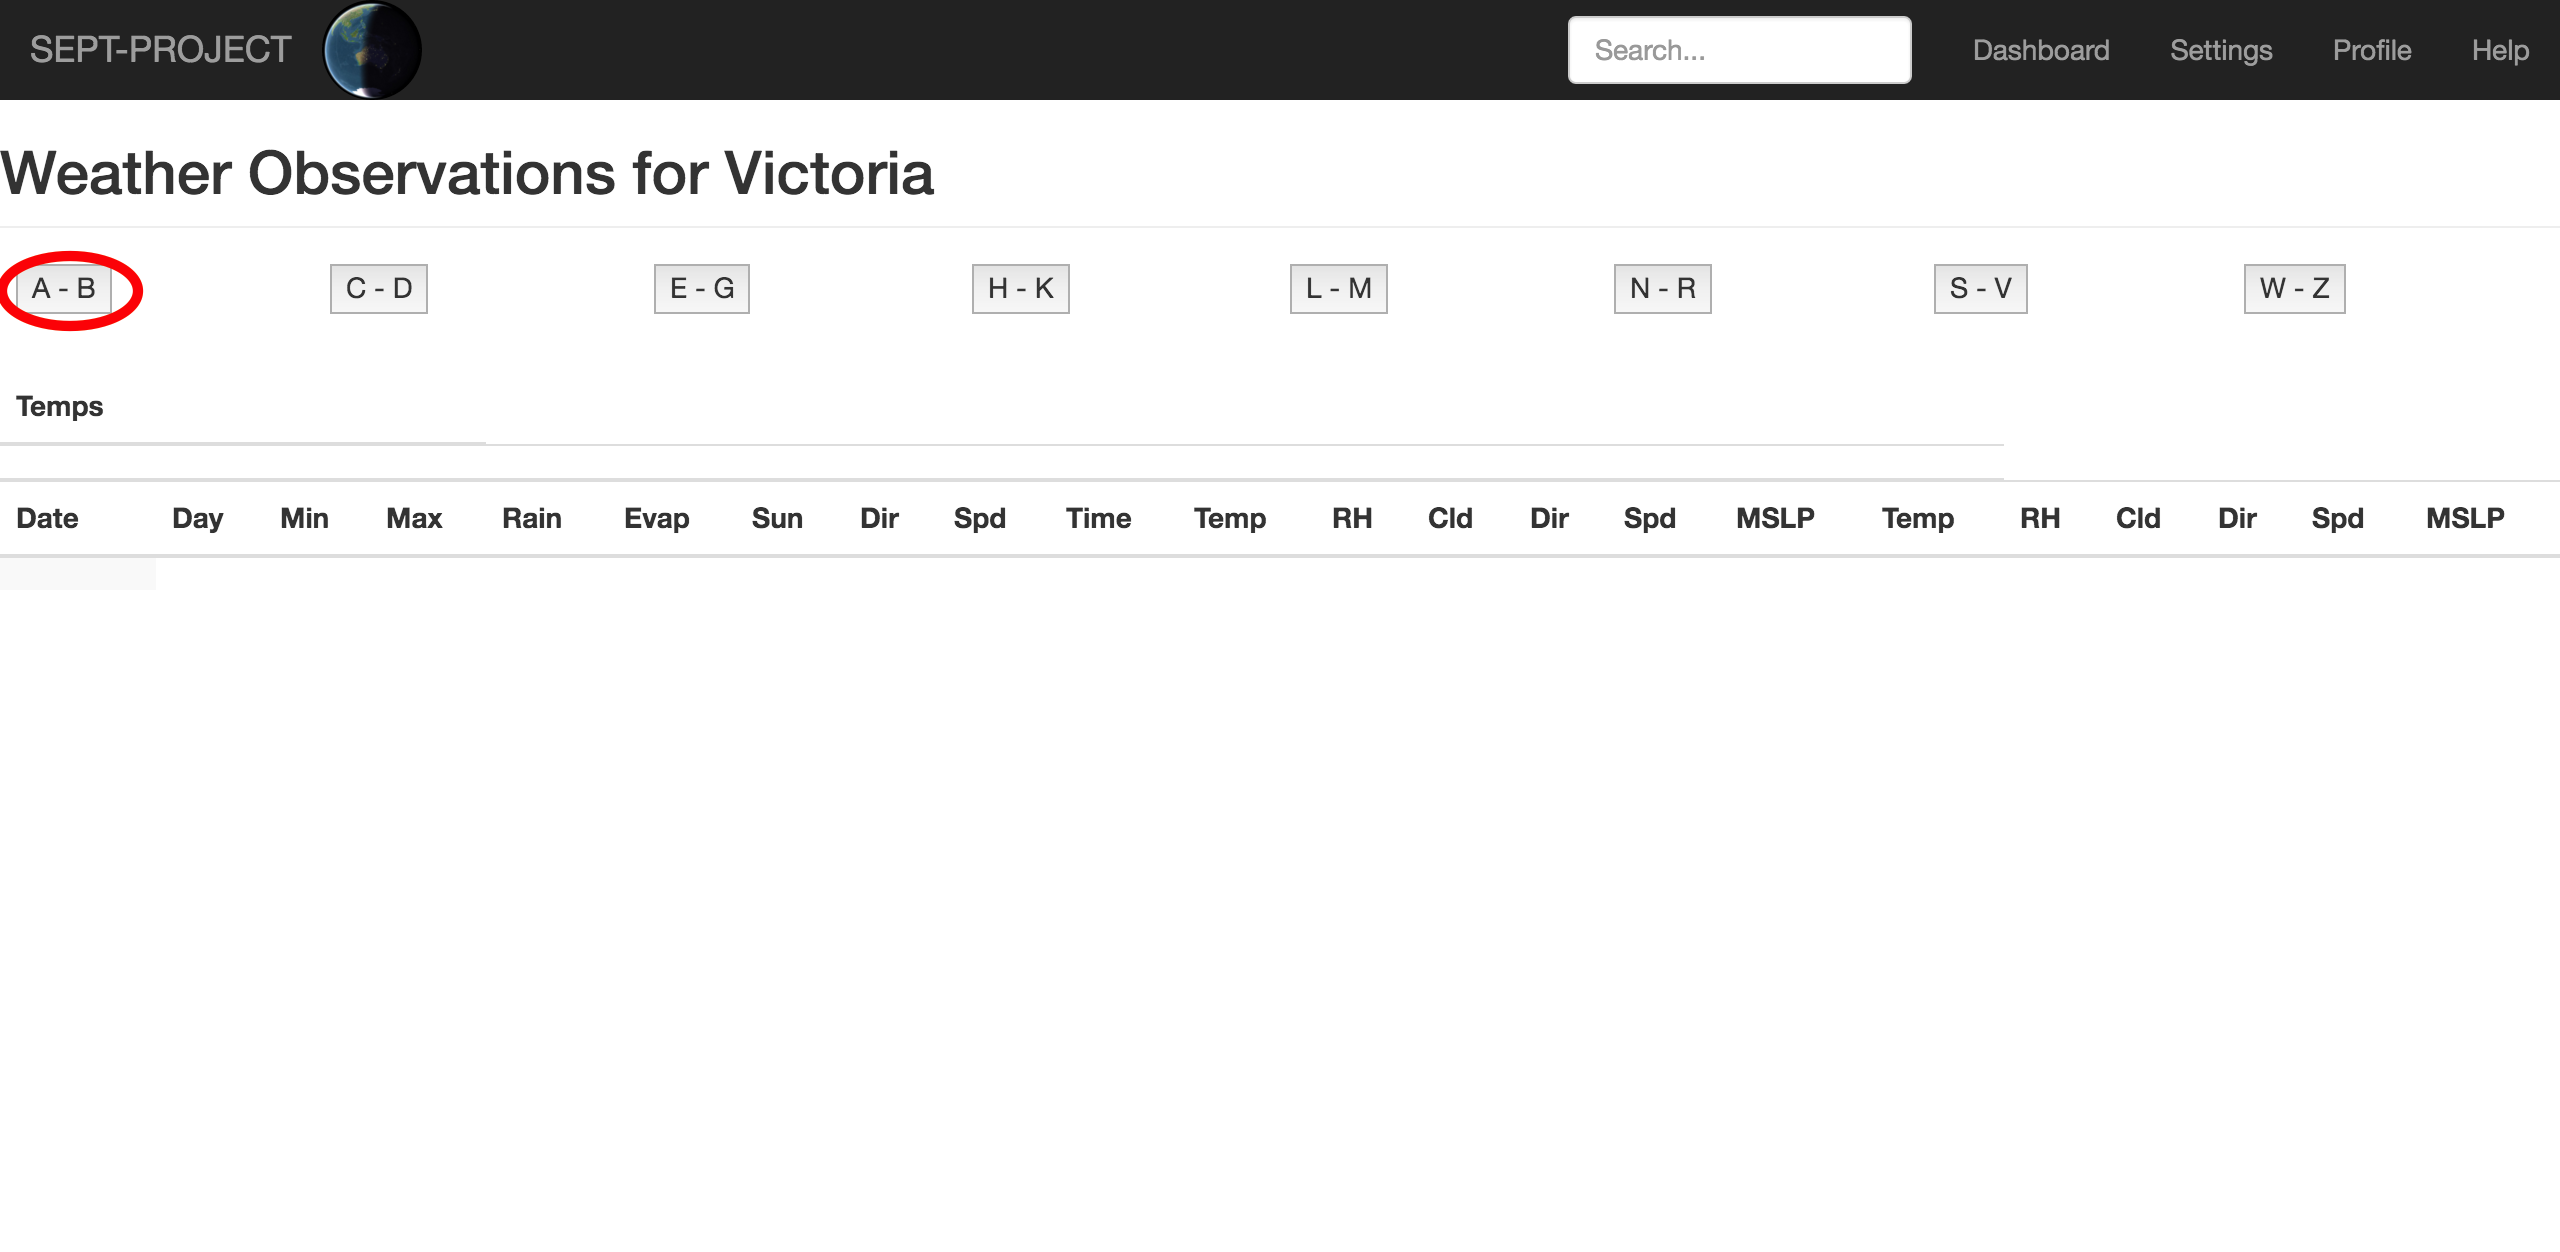 SEPT-PROJECT Search... Dashboard Settings Profile Help
Weather Observations for Victoria
A - B C - D E - G H - K L - M N - R S - V W - Z
Temps
Date Day Min Max Rain Evap Sun Dir Spd Time Temp RH Cld Dir Spd MSLP Temp RH Cld Dir Spd MSLP